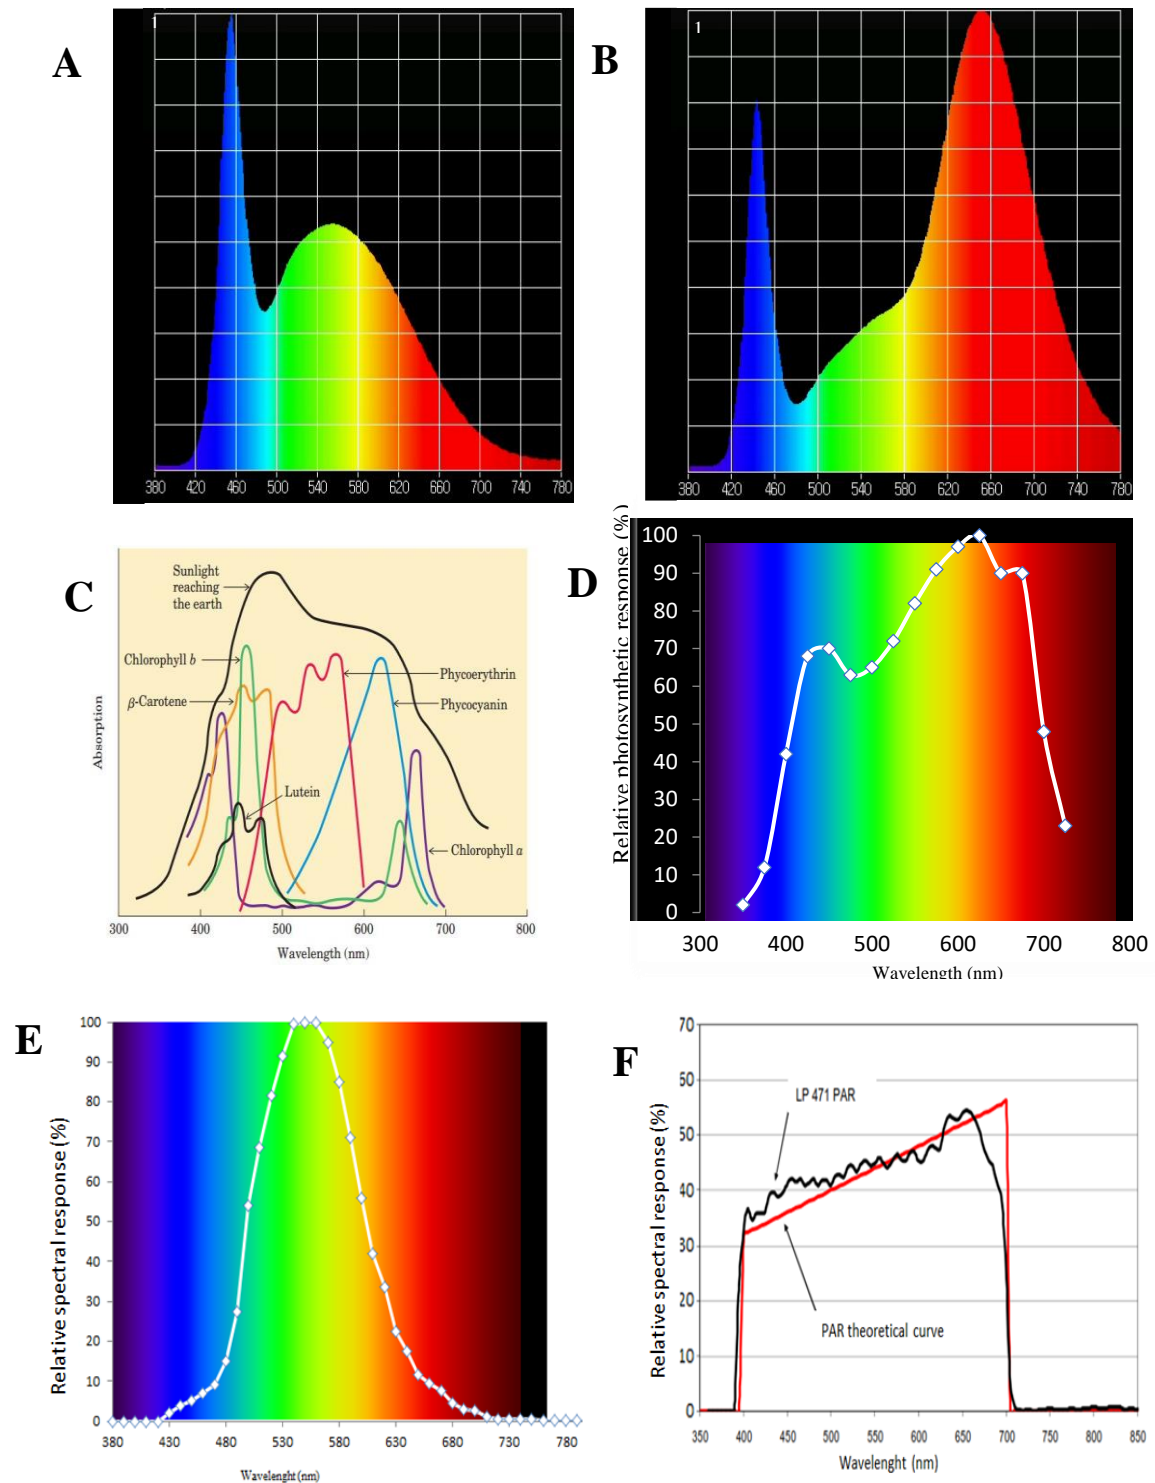 A
1
380 420 460 500 540 580 620 660 700 740 780
B
1
380 420 460 500 540 580 620 660 700 740 780
C
Sunlight
reaching
the earth
Chlorophyll b
β-Carotene
Lutein
Phycoerythrin
Phycocyanin
Chlorophyll a
Absorption
300 400 500 600 700 800
Wavelength (nm)
D
Relative photosynthetic response (%)
100
90
80
70
60
50
40
30
20
10
0
300 400 500 600 700 800
Wavelength (nm)
E
Relative spectral response (%)
100
90
80
70
60
50
40
30
20
10
0
380 430 480 530 580 630 680 730 780
Wavelenght (nm)
F
Relative spectral response (%)
70
60
50
40
30
20
10
0
LP 471 PAR
PAR theoretical curve
350 400 450 500 550 600 650 700 750 800 850
Wavelenght (nm)